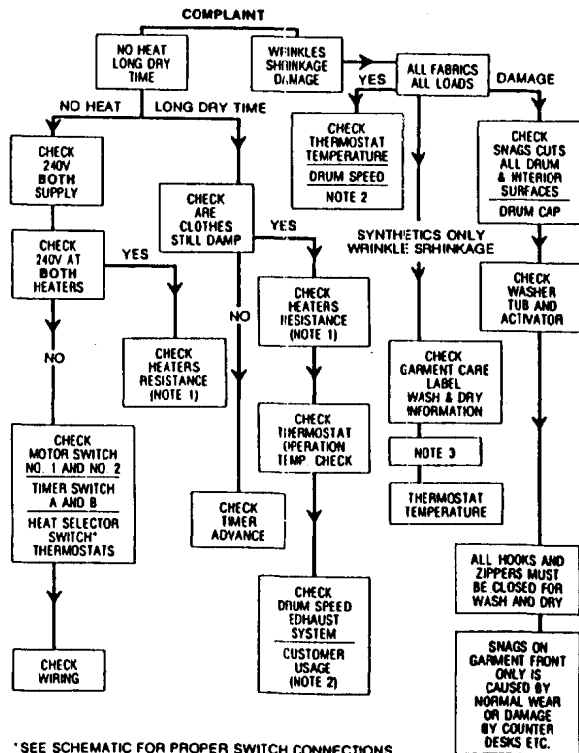 COMPLAINT
NO HEAT
LONG DRY
TIME
WRINKLES
SHRINKAGE
DAMAGE
ALL FABRICS
ALL LOADS
YES
DAMAGE
NO HEAT
LONG DRY TIME
CHECK
240V
BOTH
SUPPLY
CHECK
THERMOSTAT
TEMPERATURE
DRUM SPEED
NOTE 2
CHECK
SNAGS CUTS
ALL DRUM
& INTERIOR
SURFACES
DRUM CAP
CHECK
ARE
CLOTHES
STILL DAMP
YES
SYNTHETICS ONLY
WRINKLE SRHINKAGE
CHECK
240V AT
BOTH
HEATERS
YES
CHECK
HEATERS
RESISTANCE
(NOTE 1)
CHECK
WASHER
TUB AND
ACTIVATOR
NO
NO
CHECK
HEATERS
RESISTANCE
(NOTE 1)
CHECK
GARMENT CARE
LABEL
WASH & DRY
INFORMATION
CHECK
THERMOSTAT
OPERATION
TEMP. CHECK
NOTE 3
CHECK
MOTOR SWITCH
NO. 1 AND NO. 2
TIMER SWITCH
A AND B
HEAT SELECTOR
SWITCH*
THERMOSTATS
CHECK
TIMER
ADVANCE
THERMOSTAT
TEMPERATURE
ALL HOOKS AND
ZIPPERS MUST
BE CLOSED FOR
WASH AND DRY
CHECK
DRUM SPEED
EDHAUST
SYSTEM
CUSTOMER
USAGE
(NOTE 2)
CHECK
WIRING
SNAGS ON
GARMENT FRONT
ONLY IS
CAUSED BY
NORMAL WEAR
OR DAMAGE
BY COUNTER
DESKS ETC.
*SEE SCHEMATIC FOR PROPER SWITCH CONNECTIONS